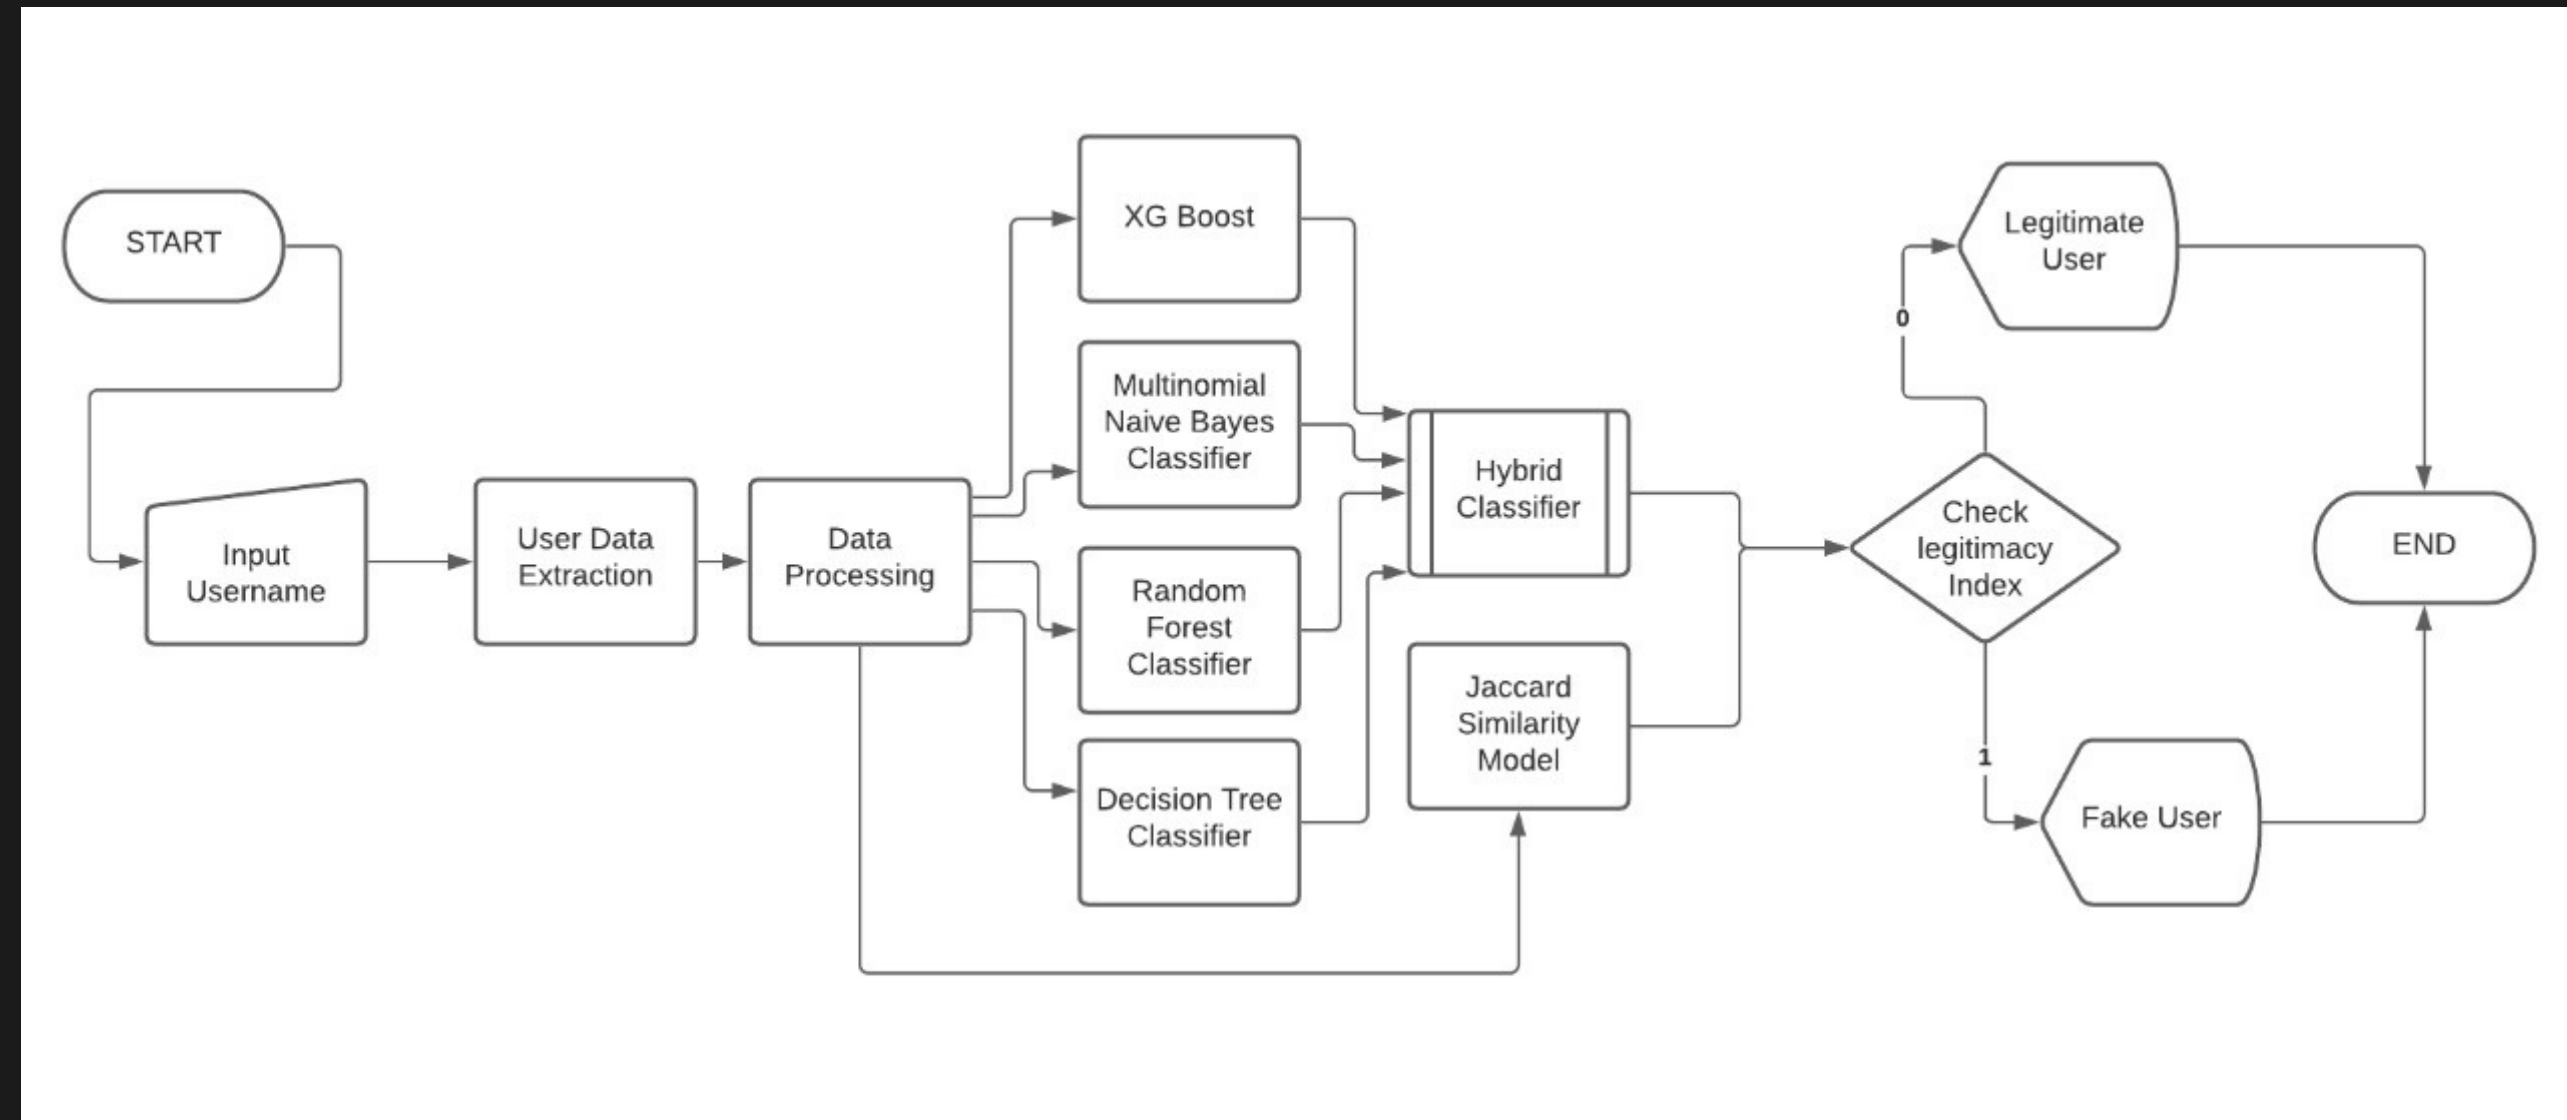 START
Input
Username
User Data
Extraction
Data
Processing
XG Boost
Multinomial
Naive Bayes
Classifier
Random
Forest
Classifier
Decision Tree
Classifier
Hybrid
Classifier
Jaccard
Similarity
Model
Check
legitimacy
Index
0
Legitimate
User
1
Fake User
END